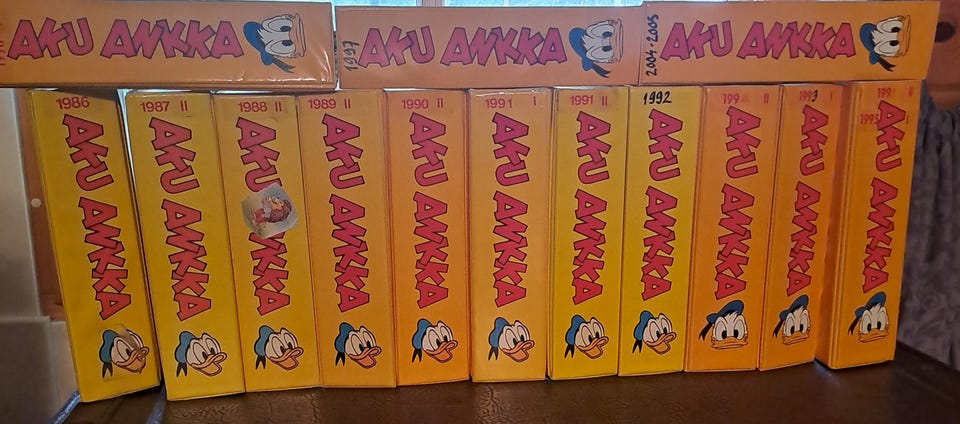 AKU ANKKA
1997 AKU ANKKA
2004-2005 AKU ANKKA
1986
AKU ANKKA
1987 II
AKU ANKKA
1988 II
AKU ANKKA
1989 II
AKU ANKKA
1990 II
AKU ANKKA
1991 I
AKU ANKKA
1991 II
AKU ANKKA
1992
AKU ANKKA
II
AKU ANKKA
1993 I
AKU ANKKA
1995 I
AKU ANKKA